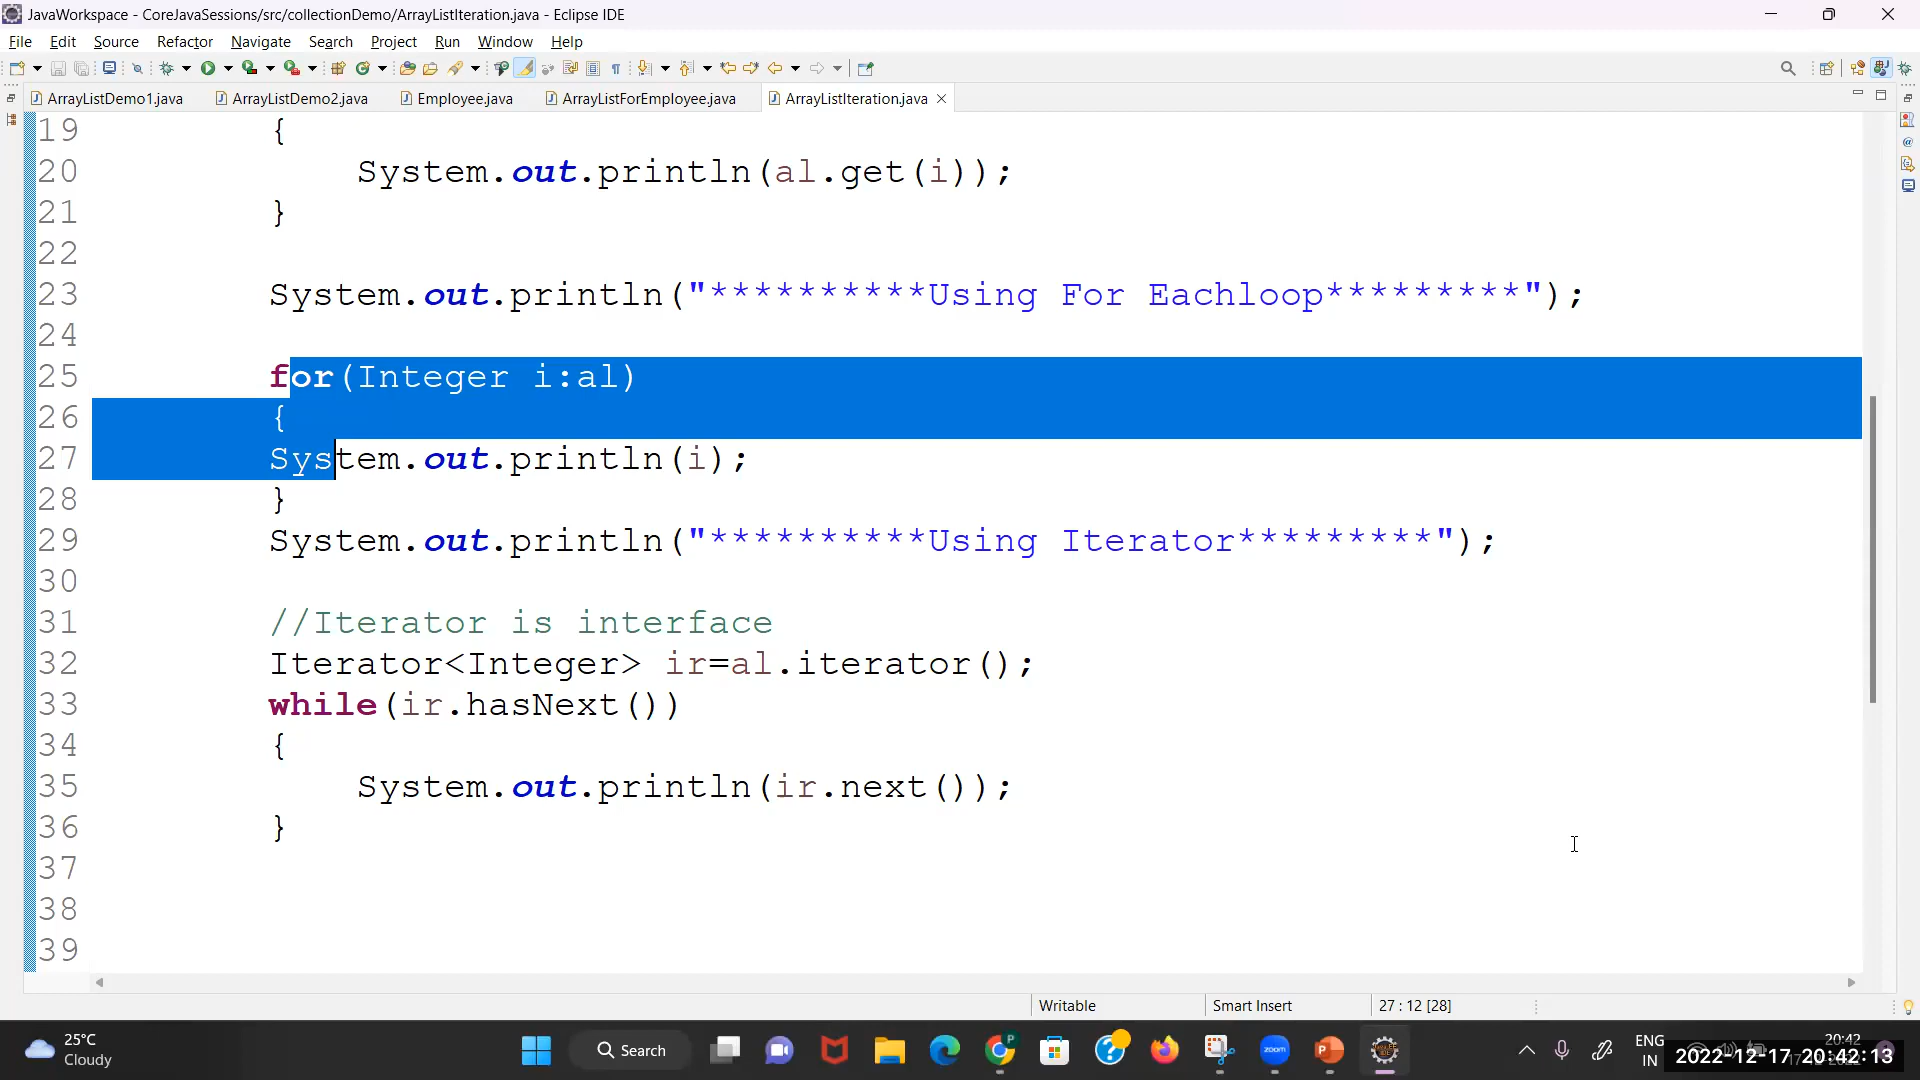 JavaWorkspace - CoreJavaSessions/src/collectionDemo/ArrayListIteration.java - Eclipse IDE
File Edit Source Refactor Navigate Search Project Run Window Help
ArrayListDemo1.java ArrayListDemo2.java Employee.java ArrayListForEmployee.java ArrayListIteration.java
19 {
20 System.out.println(al.get(i));
21 }
22
23 System.out.println("**********Using For Eachloop*********");
24
25 for(Integer i:al)
26 {
27 System.out.println(i);
28 }
29 System.out.println("**********Using Iterator*********");
30
31 //Iterator is interface
32 Iterator<Integer> ir=al.iterator();
33 while(ir.hasNext())
34 {
35 System.out.println(ir.next());
36 }
37
38
39
Writable Smart Insert 27 : 12 [28]
25°C
Cloudy
Search
zoom
ENG
IN
20:42
2022-12-17 20:42:13